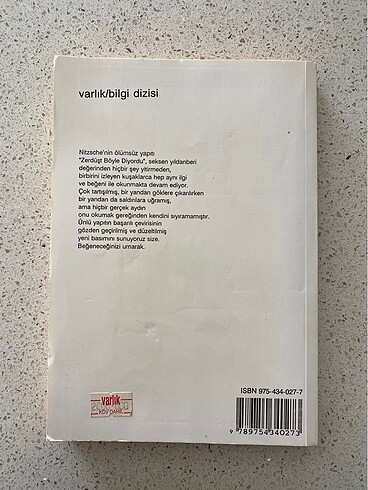 varlık/bilgi dizisi
Nitzsche'nin ölümsüz yapıtı
"Zerdüşt Böyle Diyordu", seksen yıldanberi
değerinden hiçbir şey yitirmeden,
birbirini izleyen kuşaklarca hep aynı ilgi
ve beğeni ile okunmakta devam ediyor.
Çok tartışılmış, bir yandan göklere çıkarılırken
bir yandan da saldırılara uğramış,
ama hiçbir gerçek aydın
onu okumak gereğinden kendini sıyıramamıştır.
Ünlü yapıtın başarılı çevirisinin
gözden geçirilmiş ve düzeltilmiş
yeni basımını sunuyoruz size.
Beğeneceğinizi umarak.
ISBN 975-434-027-7
varlık
KDV DAHİL
9 789754 340273